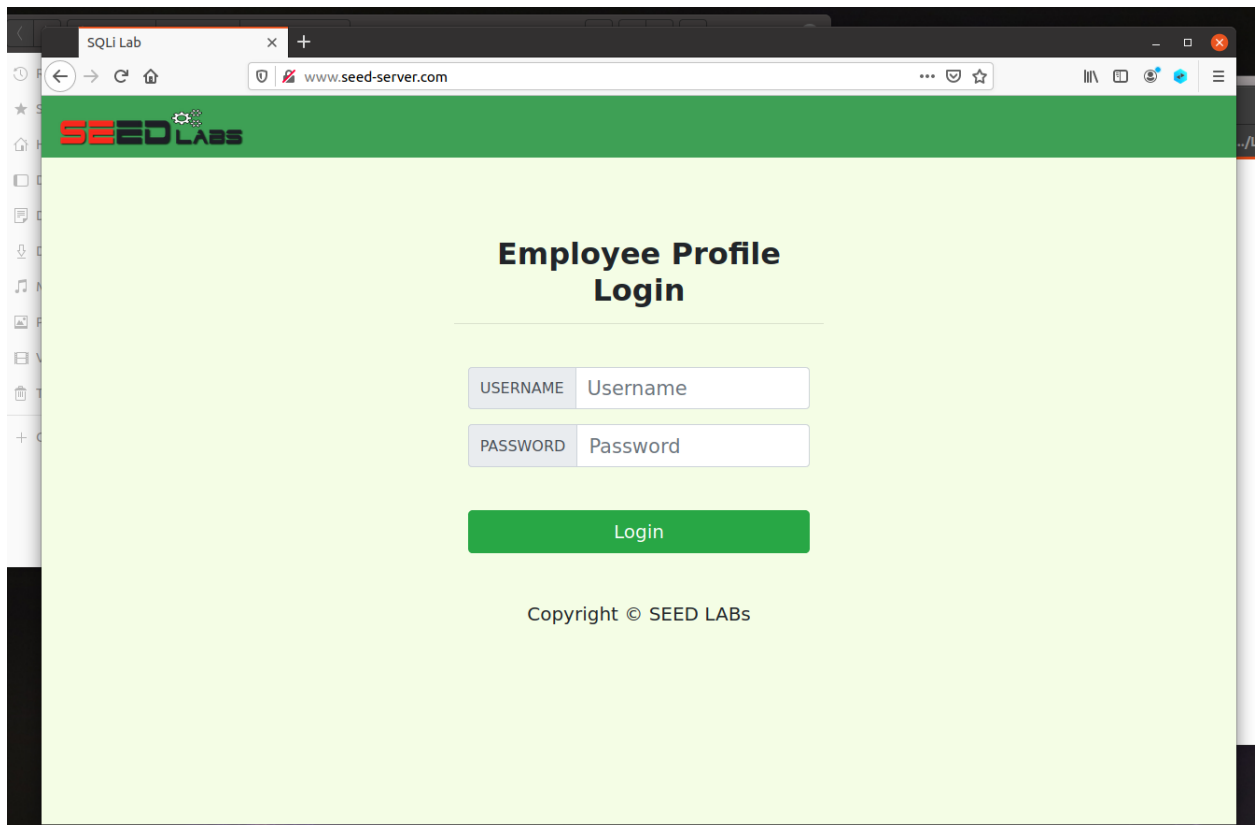 SQLi Lab
www.seed-server.com
SEED LABS
Employee Profile
Login
USERNAME Username
PASSWORD Password
Login
Copyright © SEED LABs